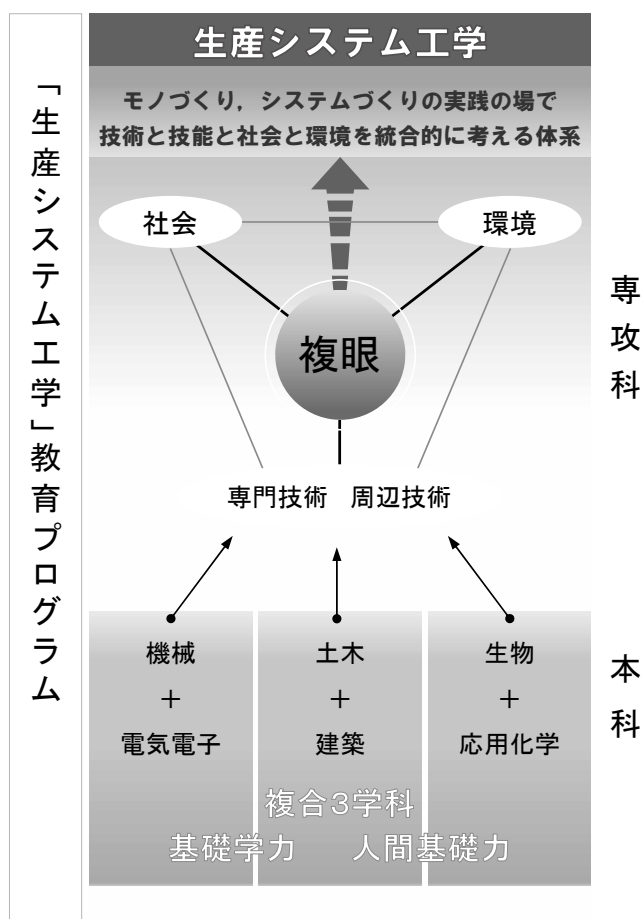 「生産システム工学」教育プログラム
生産システム工学
モノづくり，システムづくりの実践の場で
技術と技能と社会と環境を統合的に考える体系
社会
環境
複眼
専攻科
専門技術　周辺技術
機械
＋
電気電子
土木
＋
建築
生物
＋
応用化学
本科
複合３学科
基礎学力　人間基礎力